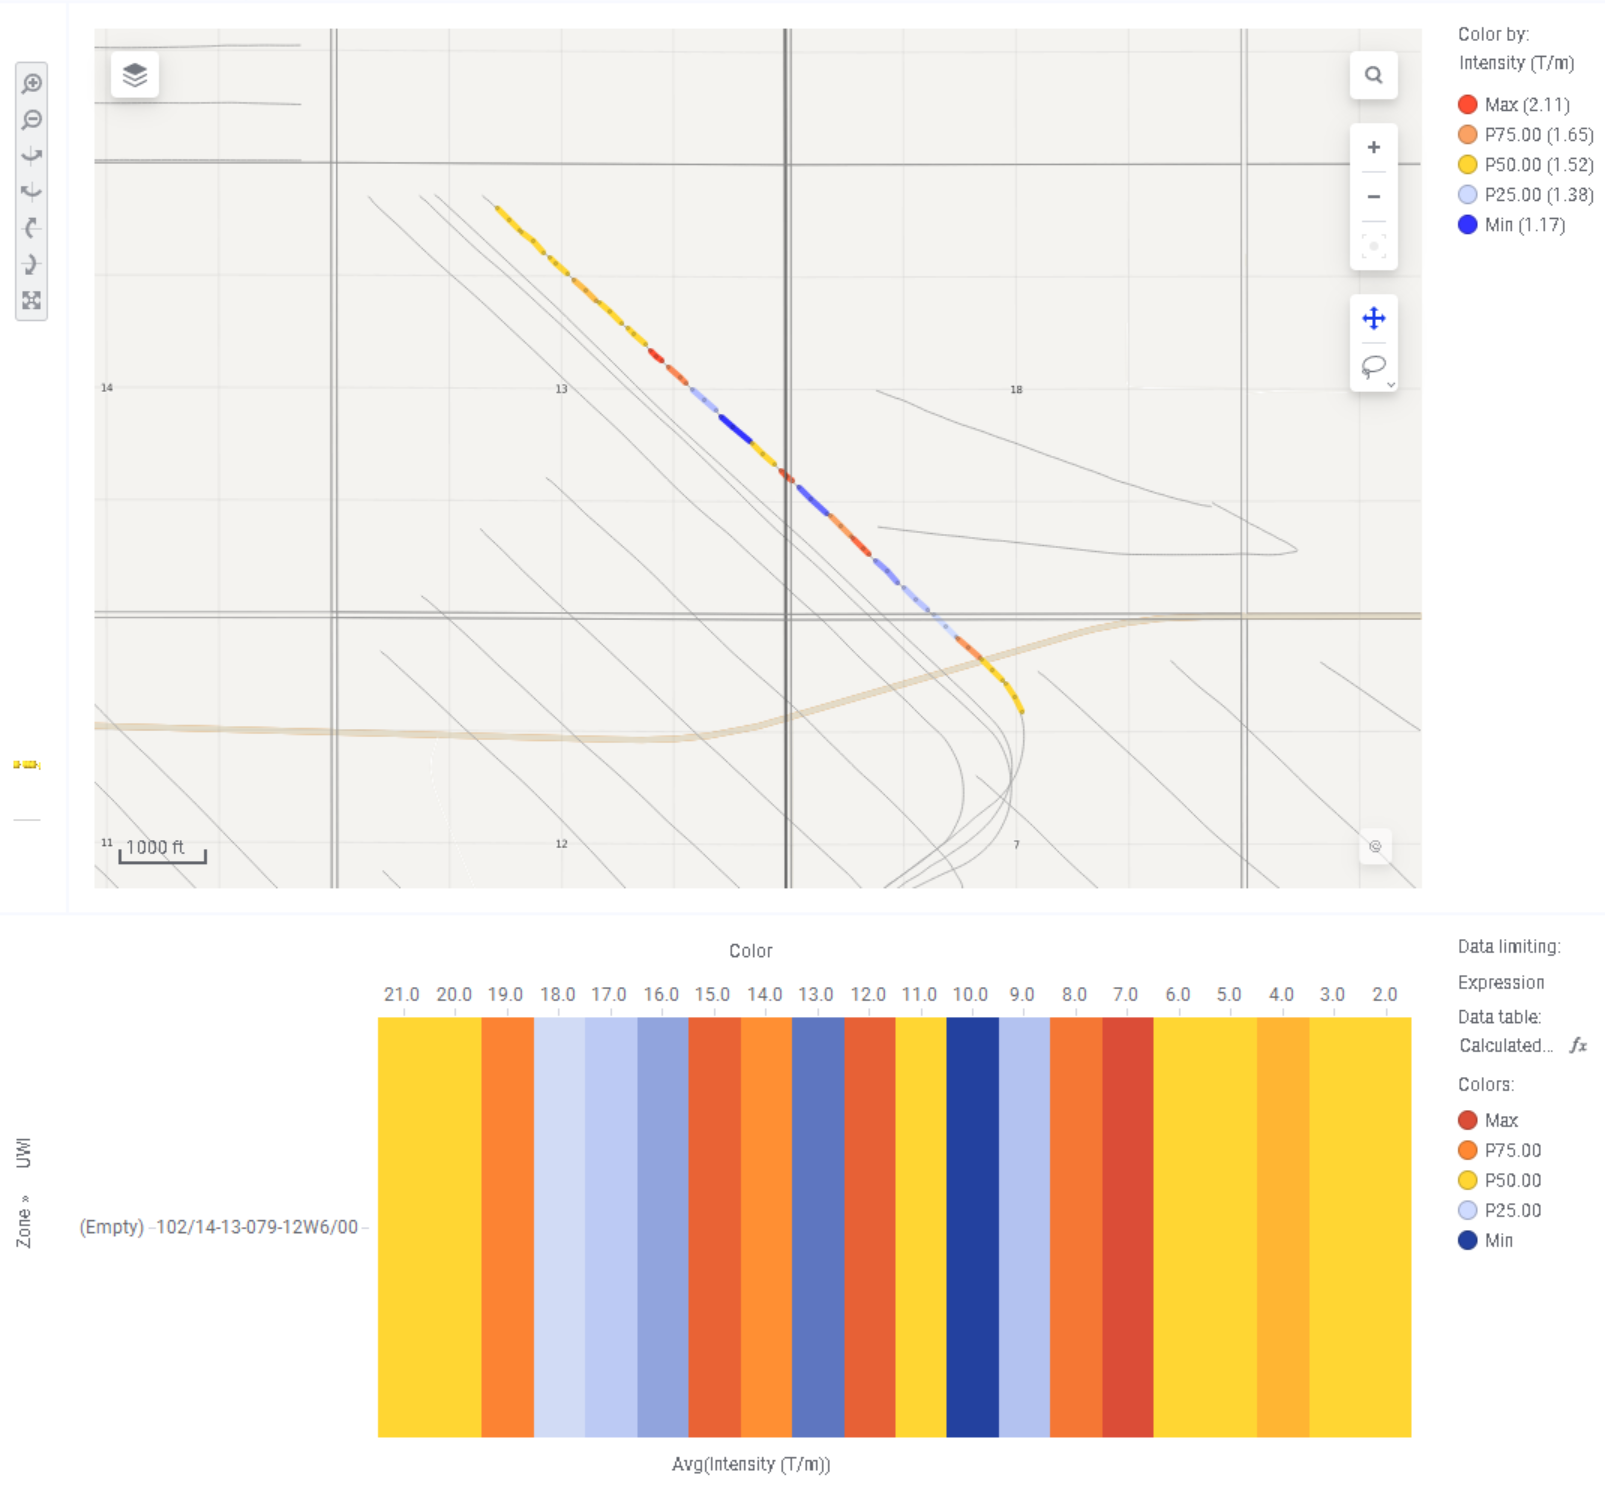 Color by:
Intensity (T/m)
Max (2.11)
P75.00 (1.65)
P50.00 (1.52)
P25.00 (1.38)
Min (1.17)
14
13
18
11
1000 ft
12
7
Color
21.0 20.0 19.0 18.0 17.0 16.0 15.0 14.0 13.0 12.0 11.0 10.0 9.0 8.0 7.0 6.0 5.0 4.0 3.0 2.0
Zone » UWI
(Empty) -102/14-13-079-12W6/00
Avg(Intensity (T/m))
Data limiting:
Expression
Data table:
Calculated... fx
Colors:
Max
P75.00
P50.00
P25.00
Min